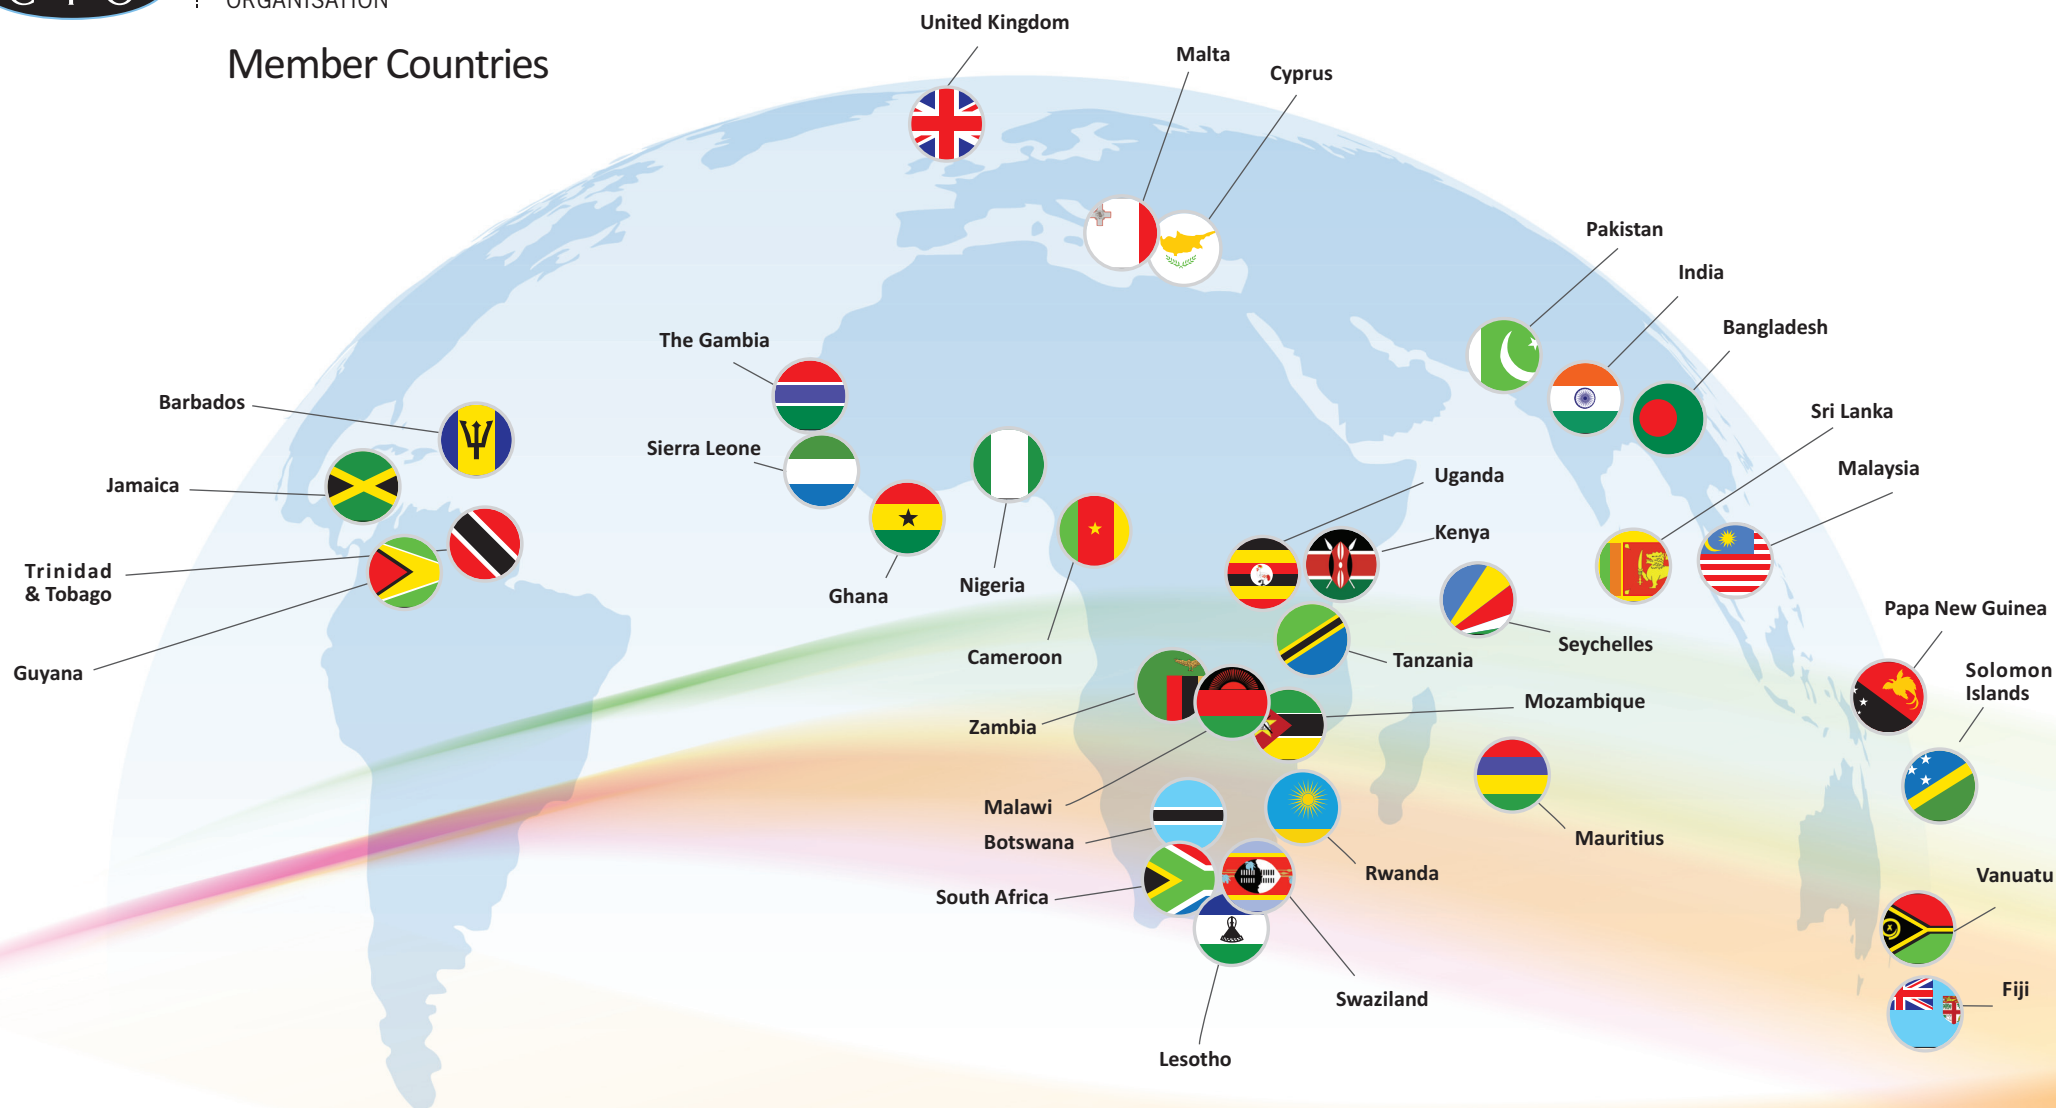 ORGANISATION
Member Countries
United Kingdom
Malta
Cyprus
Pakistan
India
Bangladesh
The Gambia
Barbados
Sri Lanka
Sierra Leone
Malaysia
Uganda
Jamaica
Kenya
Trinidad
& Tobago
Ghana
Nigeria
Papa New Guinea
Guyana
Cameroon
Seychelles
Tanzania
Solomon
Islands
Mozambique
Zambia
Malawi
Botswana
Mauritius
Rwanda
South Africa
Vanuatu
Swaziland
Fiji
Lesotho